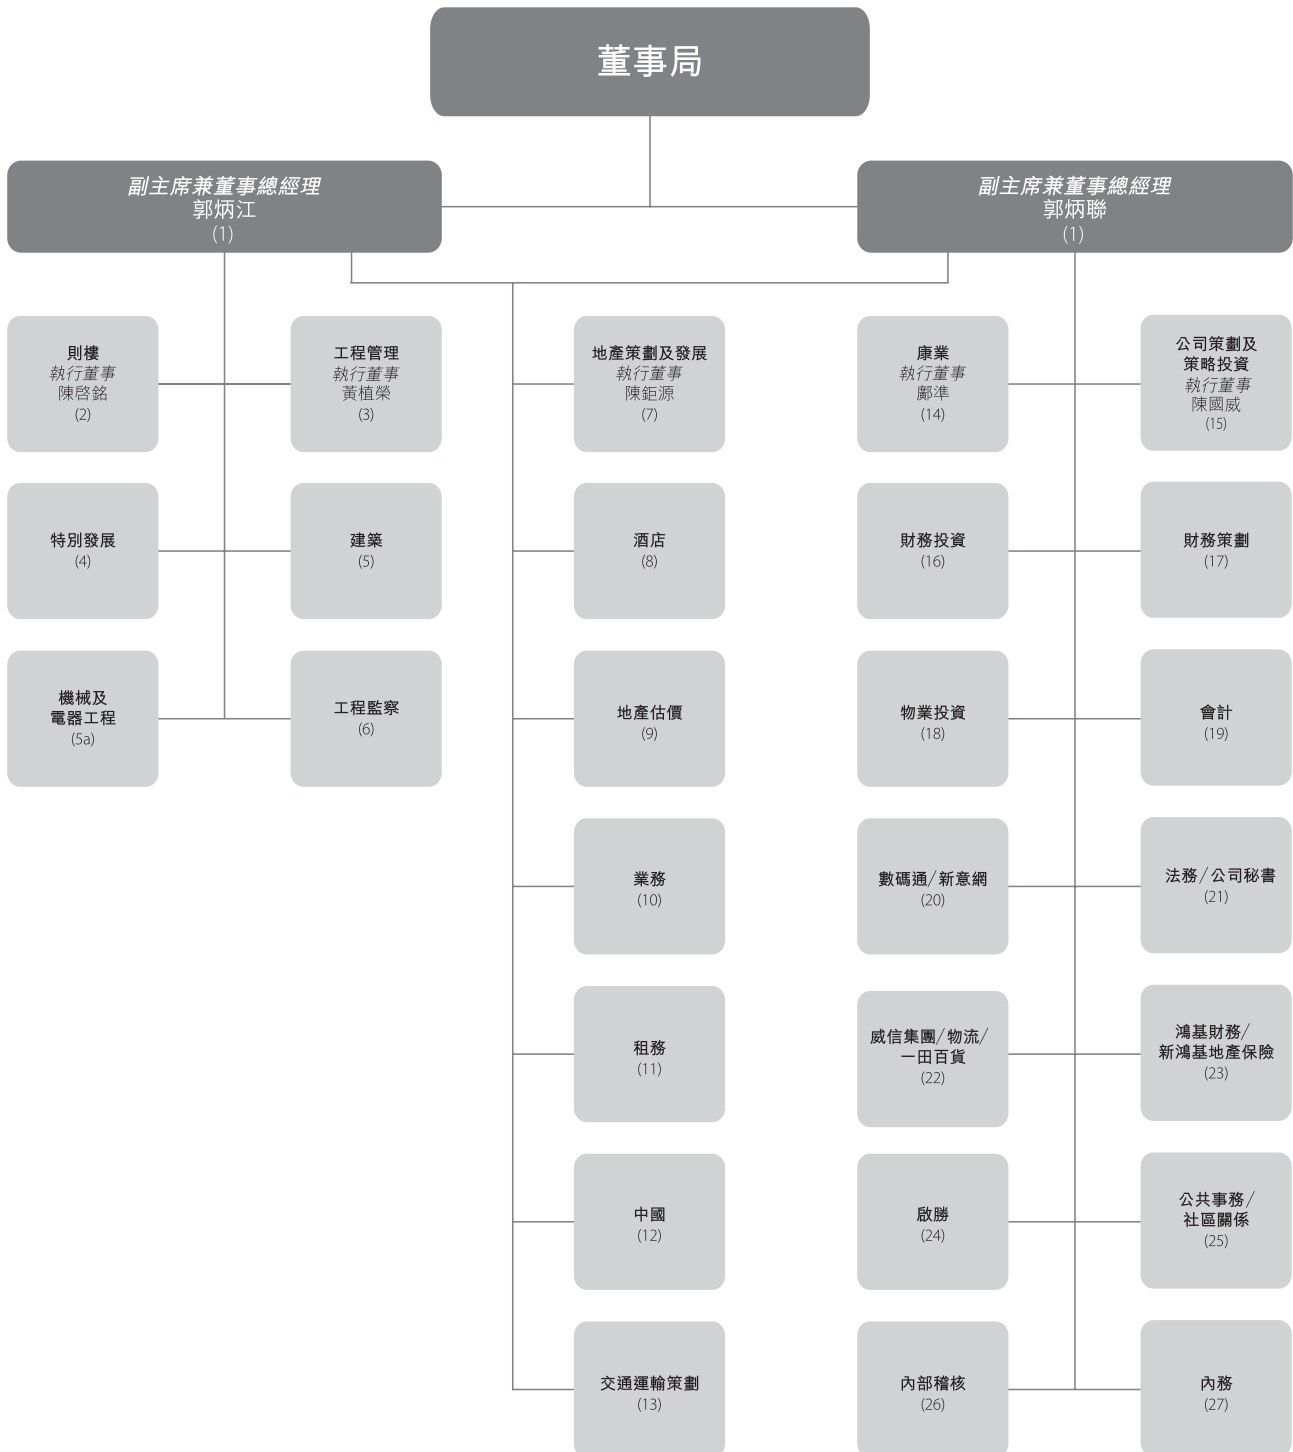 董事局
副主席兼董事總經理
郭炳江
(1)
副主席兼董事總經理
郭炳聯
(1)
則樓
執行董事
陳啓銘
(2)
工程管理
執行董事
黃植榮
(3)
地產策劃及發展
執行董事
陳鉅源
(7)
康業
執行董事
鄺準
(14)
公司策劃及
策略投資
執行董事
陳國威
(15)
特別發展
(4)
建築
(5)
酒店
(8)
財務投資
(16)
財務策劃
(17)
機械及
電器工程
(5a)
工程監察
(6)
地產估價
(9)
物業投資
(18)
會計
(19)
業務
(10)
數碼通/新意網
(20)
法務/公司秘書
(21)
租務
(11)
威信集團/物流/
一田百貨
(22)
鴻基財務/
新鴻基地產保險
(23)
中國
(12)
啟勝
(24)
公共事務/
社區關係
(25)
交通運輸策劃
(13)
內部稽核
(26)
內務
(27)